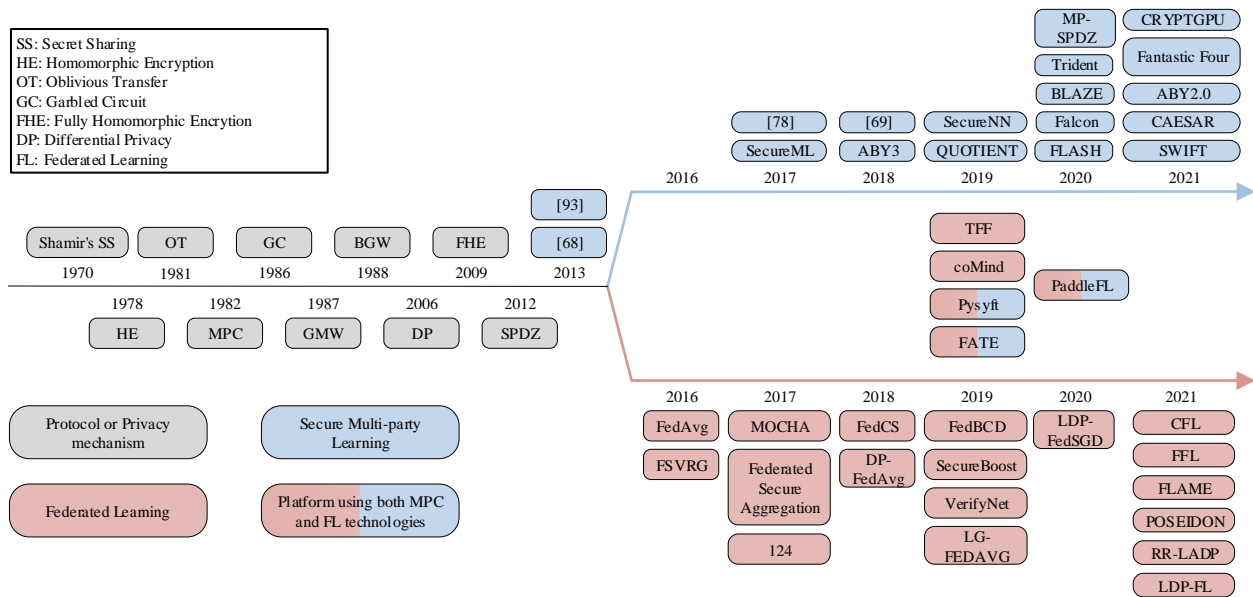 SS: Secret Sharing
HE: Homomorphic Encryption
OT: Oblivious Transfer
GC: Garbled Circuit
FHE: Fully Homomorphic Encrytion
DP: Differential Privacy
FL: Federated Learning
MP-
SPDZ
CRYPTGPU
Trident
Fantastic Four
BLAZE
ABY2.0
[78]
[69]
SecureNN
Falcon
CAESAR
SecureML
ABY3
QUOTIENT
FLASH
SWIFT
2016
2017
2018
2019
2020
2021
[93]
Shamir's SS
OT
GC
BGW
FHE
[68]
1970
1981
1986
1988
2009
2013
1978
1982
1987
2006
2012
HE
MPC
GMW
DP
SPDZ
TFF
coMind
Pysyft
FATE
PaddleFL
2016
2017
2018
2019
2020
2021
FedAvg
FSVRG
MOCHA
Federated
Secure
Aggregation
124
FedCS
DP-
FedAvg
FedBCD
SecureBoost
VerifyNet
LG-
FEDAVG
LDP-
FedSGD
CFL
FFL
FLAME
POSEIDON
RR-LADP
LDP-FL
Protocol or Privacy
mechanism
Secure Multi-party
Learning
Federated Learning
Platform using both MPC
and FL technologies